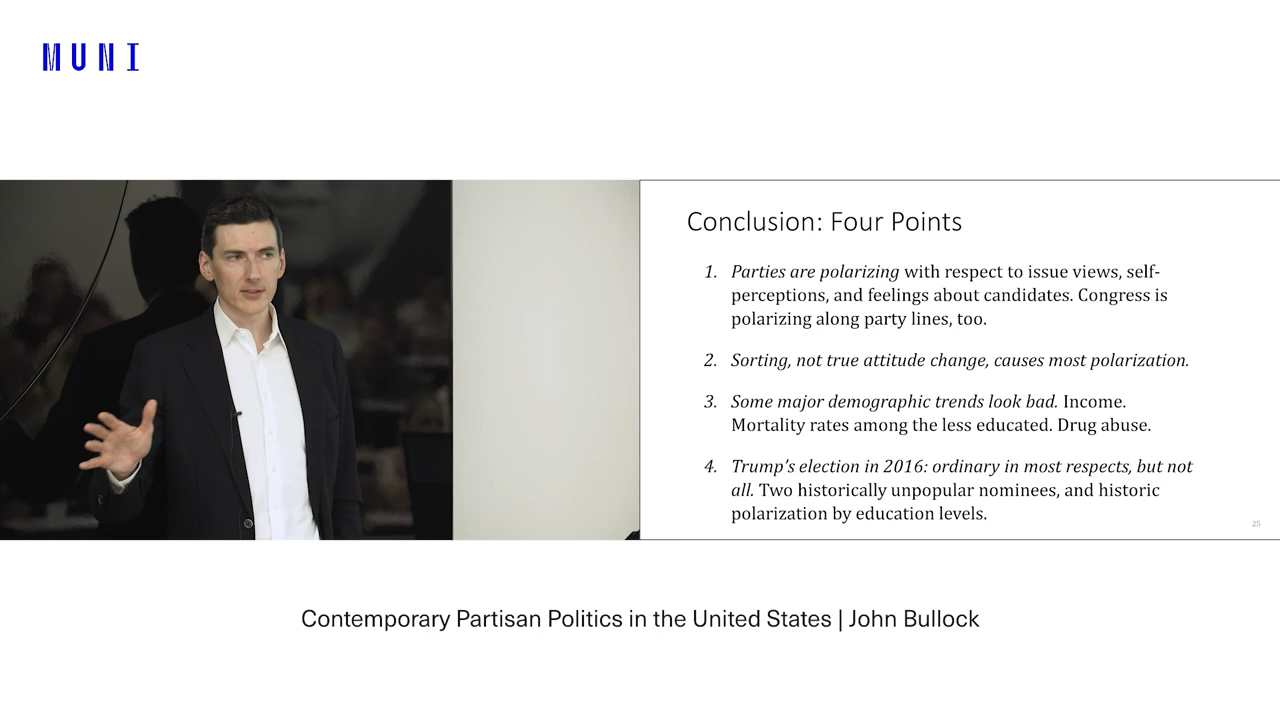 MUNI
Conclusion: Four Points
1. Parties are polarizing with respect to issue views, self-
perceptions, and feelings about candidates. Congress is
polarizing along party lines, too.
2. Sorting, not true attitude change, causes most polarization.
3. Some major demographic trends look bad. Income.
Mortality rates among the less educated. Drug abuse.
4. Trump's election in 2016: ordinary in most respects, but not
all. Two historically unpopular nominees, and historic
polarization by education levels.
25
Contemporary Partisan Politics in the United States | John Bullock